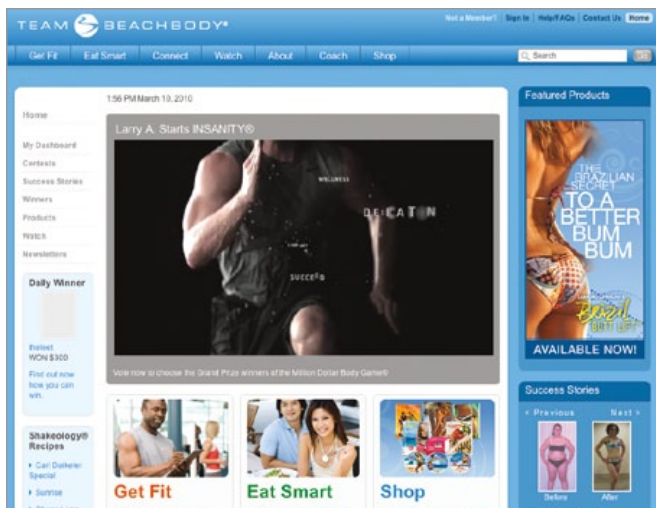 TEAM BEACHBODY®
Not a Member? Sign In | Help/FAQs | Contact Us | Home
Get Fit Eat Smart Connect Watch About Coach Shop
Search
1:56 PM March 10, 2010
Home
My Dashboard
Contests
Success Stories
Winners
Products
Watch
Newsletters
Daily Winner
WON $300
Find out now
how you can
win.
Shakeology®
Recipes
Special
Sunrise
Larry A. Starts INSANITY®
WELLNESS
SUCCEED
Vote now to choose the Grand Prize winners of the Million Dollar Body Game®
Get Fit
Eat Smart
Shop
Featured Products
THE
BRAZILIAN
SECRET
TO A
BETTER
BUM
BUM
BRAZIL
BUTT LIFT
AVAILABLE NOW!
Success Stories
< Previous Next >
Before After